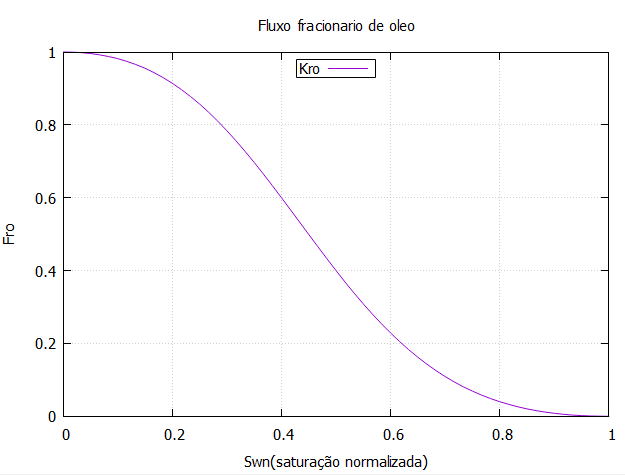 Fluxo fracionario de oleo
Kro
1
0.8
0.6
0.4
0.2
0
Fro
0 0.2 0.4 0.6 0.8 1
Swn(saturação normalizada)